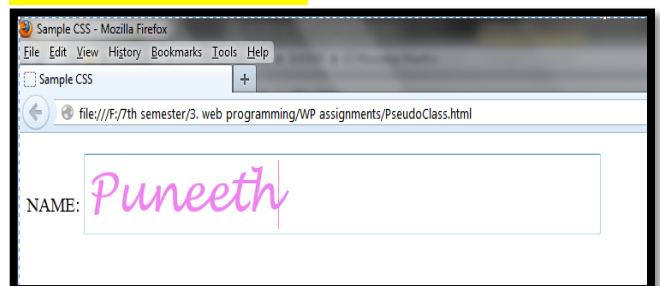 Sample CSS - Mozilla Firefox
File Edit View History Bookmarks Tools Help
Sample CSS +
file:///F:/7th semester/3. web programming/WP assignments/PseudoClass.html
NAME: Puneeth